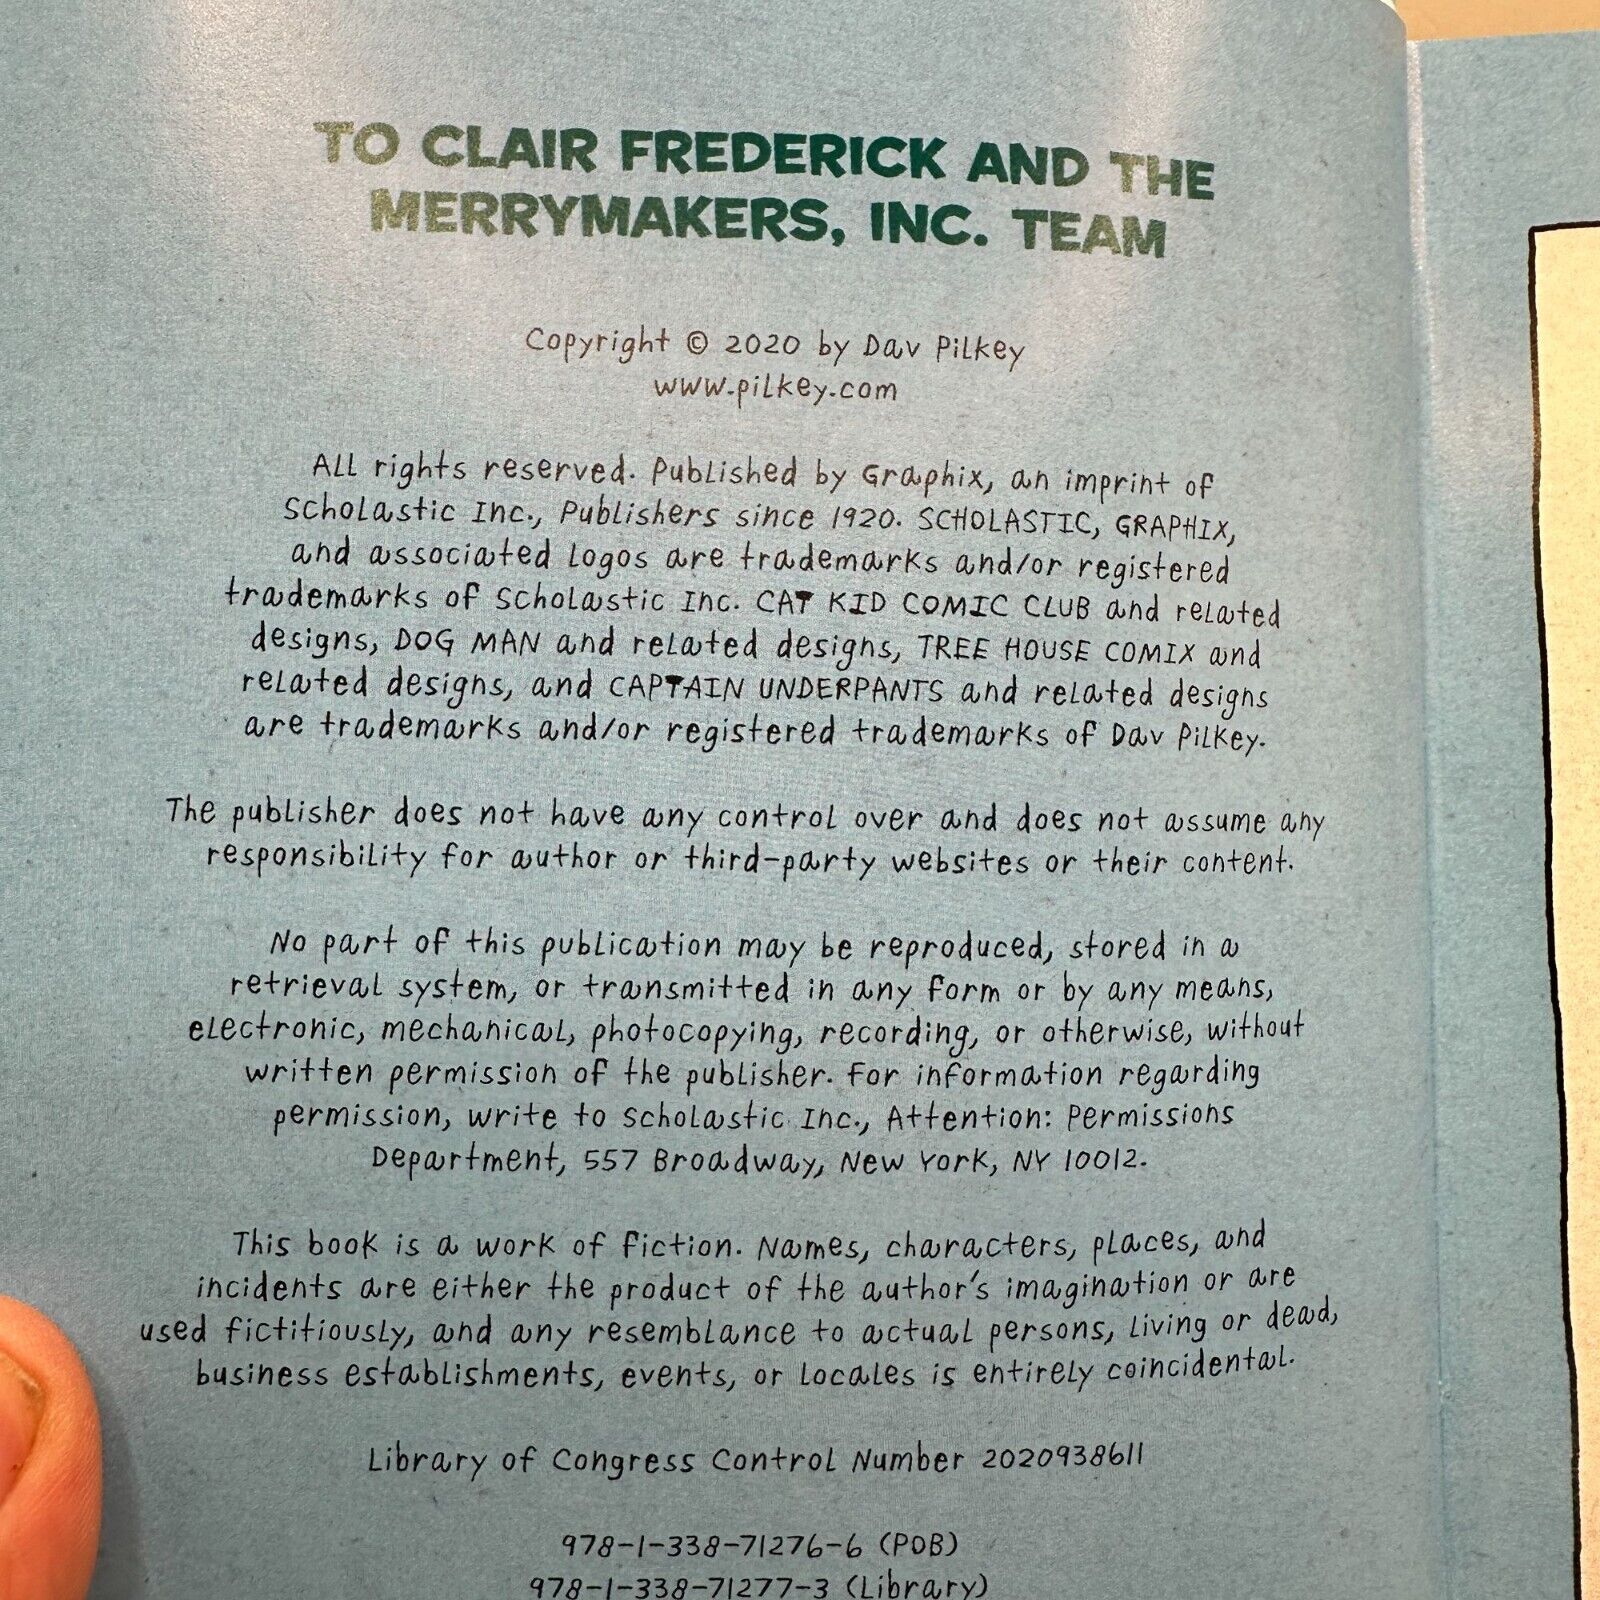 TO CLAIR FREDERICK AND THE
MERRYMAKERS, INC. TEAM
Copyright © 2020 by Dav Pilkey
www.pilkey.com
All rights reserved. Published by Graphix, an imprint of
Scholastic Inc., Publishers since 1920. SCHOLASTIC, GRAPHIX,
and associated logos are trademarks and/or registered
trademarks of Scholastic Inc. CAT KID COMIC CLUB and related
designs, DOG MAN and related designs, TREE HOUSE COMIX and
related designs, and CAPTAIN UNDERPANTS and related designs
are trademarks and/or registered trademarks of Dav Pilkey.
The publisher does not have any control over and does not assume any
responsibility for author or third-party websites or their content.
No part of this publication may be reproduced, stored in a
retrieval system, or transmitted in any form or by any means,
electronic, mechanical, photocopying, recording, or otherwise, without
written permission of the publisher. For information regarding
permission, write to Scholastic Inc., Attention: Permissions
Department, 557 Broadway, New York, NY 10012.
This book is a work of fiction. Names, characters, places, and
incidents are either the product of the author's imagination or are
used fictitiously, and any resemblance to actual persons, living or dead,
business establishments, events, or locales is entirely coincidental.
Library of Congress Control Number 2020938611
978-1-338-71276-6 (POB)
978-1-338-71277-3 (Library)